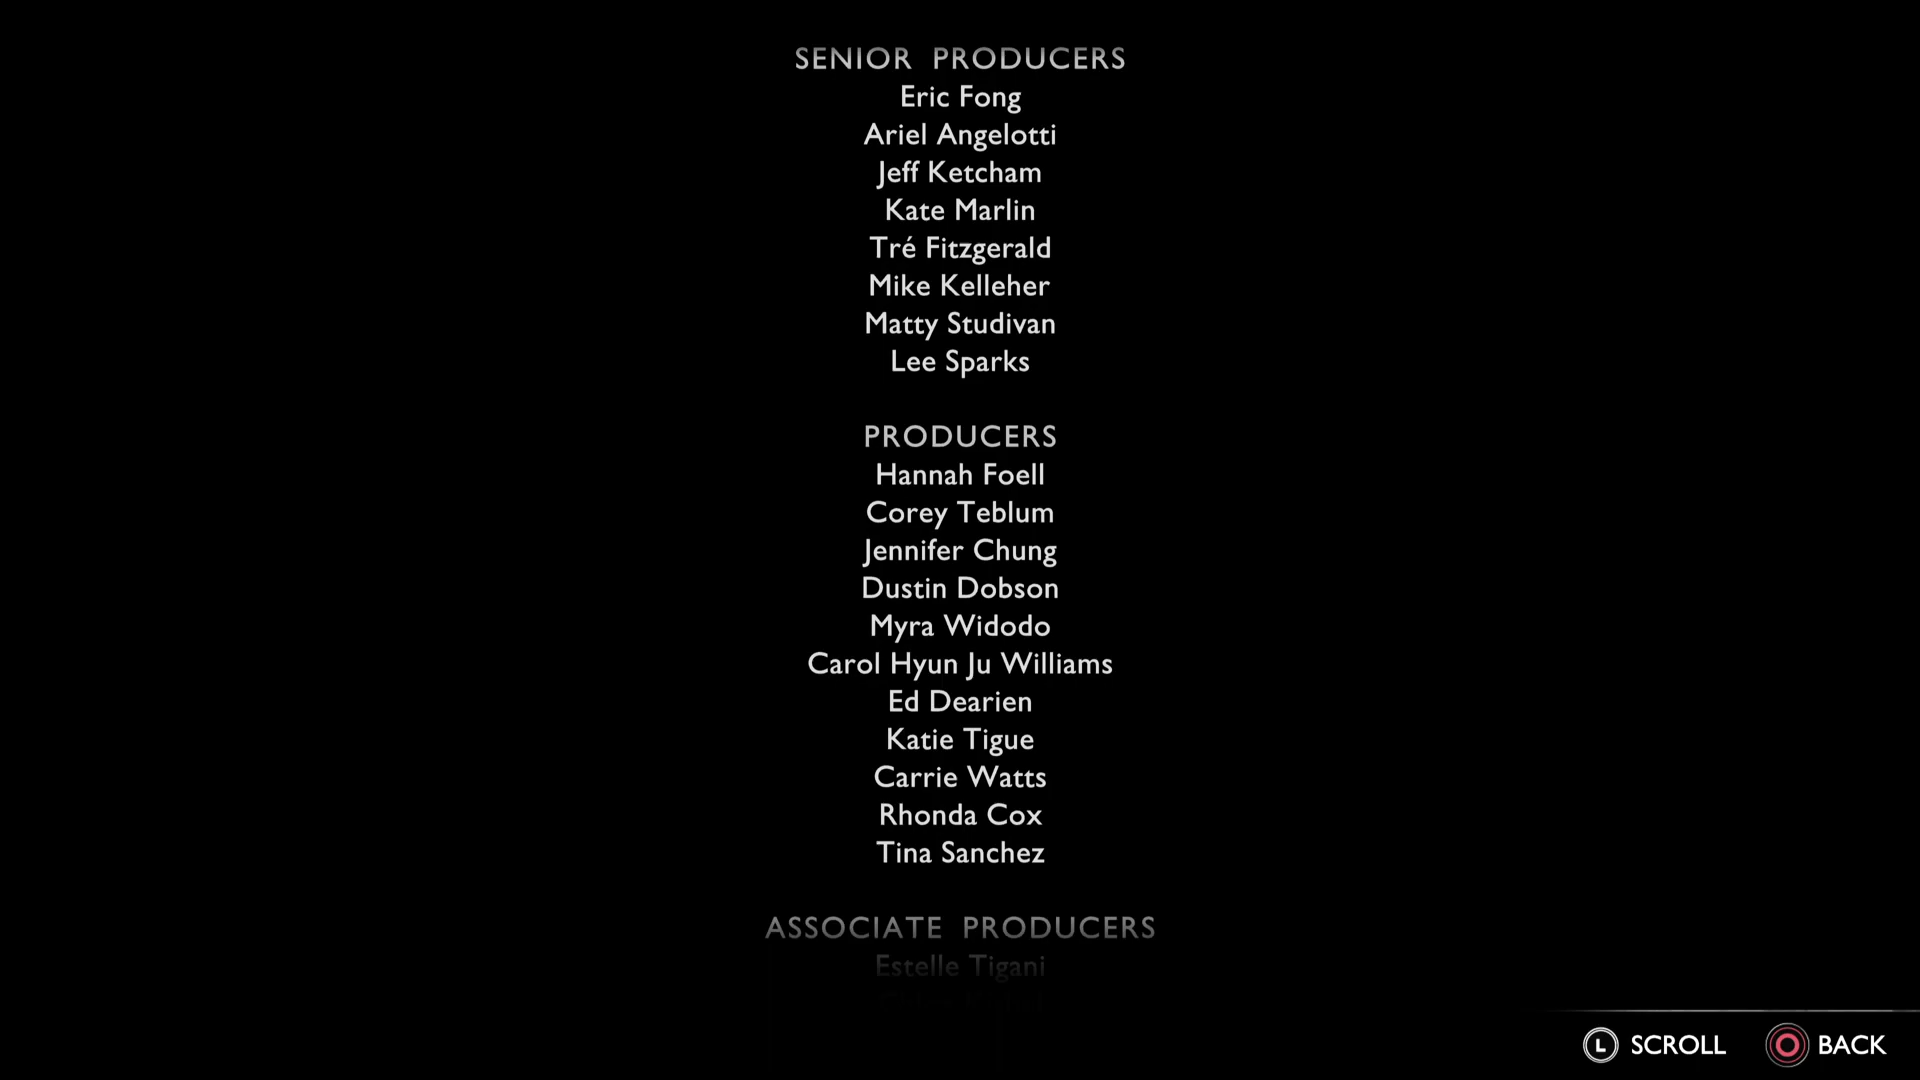 SENIOR PRODUCERS
Eric Fong
Ariel Angelotti
Jeff Ketcham
Kate Marlin
Tré Fitzgerald
Mike Kelleher
Matty Studivan
Lee Sparks
PRODUCERS
Hannah Foell
Corey Teblum
Jennifer Chung
Dustin Dobson
Myra Widodo
Carol Hyun Ju Williams
Ed Dearien
Katie Tigue
Carrie Watts
Rhonda Cox
Tina Sanchez
ASSOCIATE PRODUCERS
Estelle Tigani
L SCROLL BACK